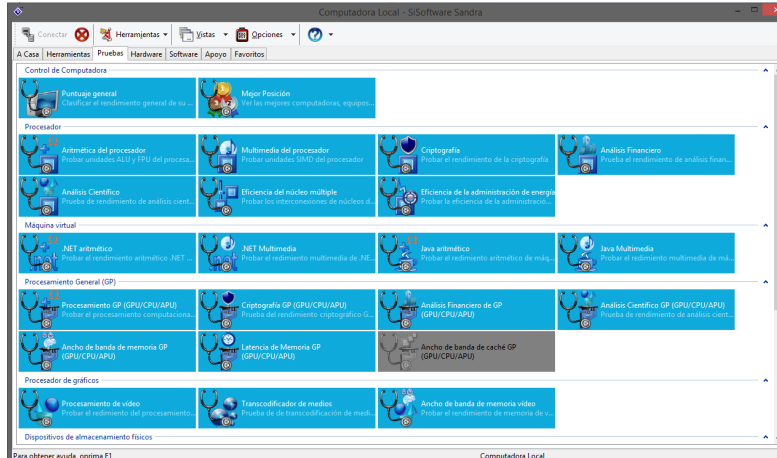 Computadora Local - SiSoftware Sandra
Conectar Herramientas Vistas Opciones
A Casa Herramientas Pruebas Hardware Software Apoyo Favoritos
Control de Computadora
Puntuaje general
Clasificar el rendimiento general de su ...
Mejor Posición
Ver las mejores computadoras, equipos...
Procesador
Aritmética del procesador
Probar unidades ALU y FPU del procesa...
Multimedia del procesador
Probar unidades SIMD del procesador
Criptografía
Probar el rendimiento de la criptografía
Análisis Financiero
Prueba el rendimiento de análisis finan...
Análisis Científico
Prueba de rendimiento de análisis cient...
Eficiencia del núcleo múltiple
Probar los interconexiones de núcleos d...
Eficiencia de la administración de energía
Probar la eficiencia de la administració...
Máquina virtual
.NET aritmético
Probar el rendimiento aritmético .NET ...
.NET Multimedia
Probar el redimiento multimedia de .NE...
Java aritmético
Probar el redimiento aritmético de máq...
Java Multimedia
Probar el redimiento multimedia de má...
Procesamiento General (GP)
Procesamiento GP (GPU/CPU/APU)
Probar el procesamiento computaciona...
Criptografía GP (GPU/CPU/APU)
Prueba del rendimiento criptográfico G...
Análisis Financiero de GP
(GPU/CPU/APU)
Análisis Científico GP (GPU/CPU/APU)
Prueba de rendimiento de análisis cient...
Ancho de banda de memoria GP
(GPU/CPU/APU)
Latencia de Memoria GP
(GPU/CPU/APU)
Ancho de banda de caché GP
(GPU/CPU/APU)
Procesador de gráficos
Procesamiento de vídeo
Probar el redimiento del procesamiento...
Transcodificador de medios
Prueba de de transcodificación de medi...
Ancho de banda de memoria vídeo
Probar el rendimiento de memoria de v...
Dispositivos de almacenamiento físicos
Para obtener ayuda, oprima F1
Computadora Local